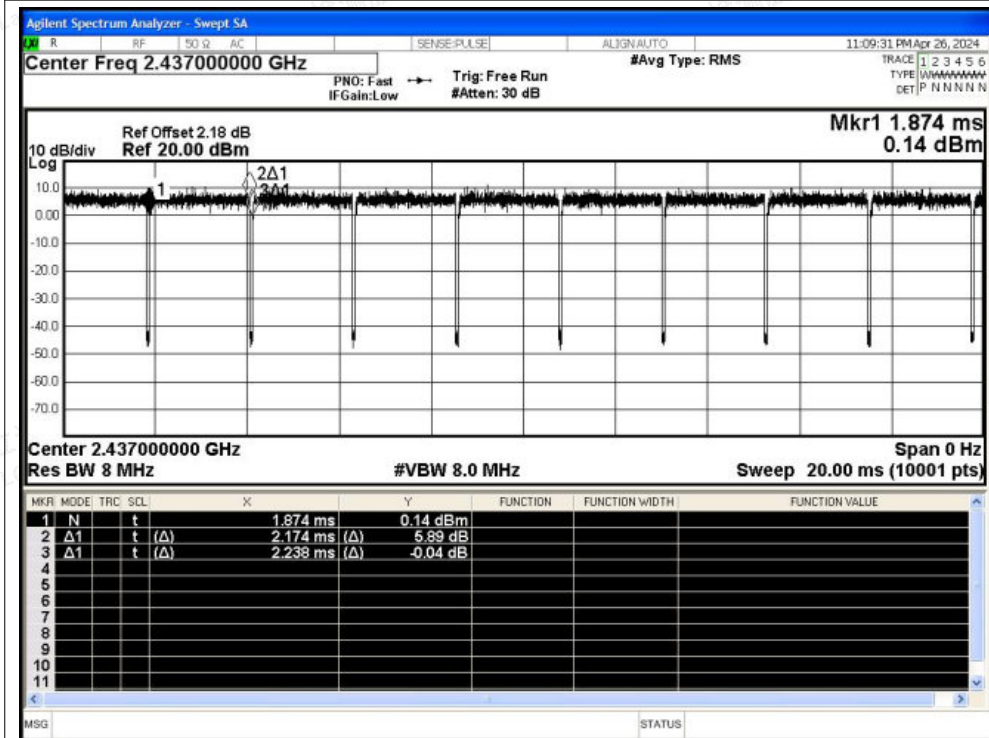 Agilent Spectrum Analyzer - Swept SA
LXI R RF 50 Ω AC SENSE:PULSE ALIGN AUTO 11:09:31 PM Apr 26, 2024
Center Freq 2.437000000 GHz #Avg Type: RMS TRACE 1 2 3 4 5 6
PNO: Fast Trig: Free Run TYPE
IFGain:Low #Atten: 30 dB DET P N N N N N
Mkr1 1.874 ms
Ref Offset 2.18 dB
10 dB/div Ref 20.00 dBm 0.14 dBm
Log
2Δ1
10.0 1 3Δ1
0.00
-10.0
-20.0
-30.0
-40.0
-50.0
-60.0
-70.0
Center 2.437000000 GHz Span 0 Hz
Res BW 8 MHz #VBW 8.0 MHz Sweep 20.00 ms (10001 pts)
MKR MODE TRC SCL X Y FUNCTION FUNCTION WIDTH FUNCTION VALUE
1 N t 1.874 ms 0.14 dBm
2 Δ1 t (Δ) 2.174 ms (Δ) 5.89 dB
3 Δ1 t (Δ) 2.238 ms (Δ) -0.04 dB
4
5
6
7
8
9
10
11
MSG STATUS